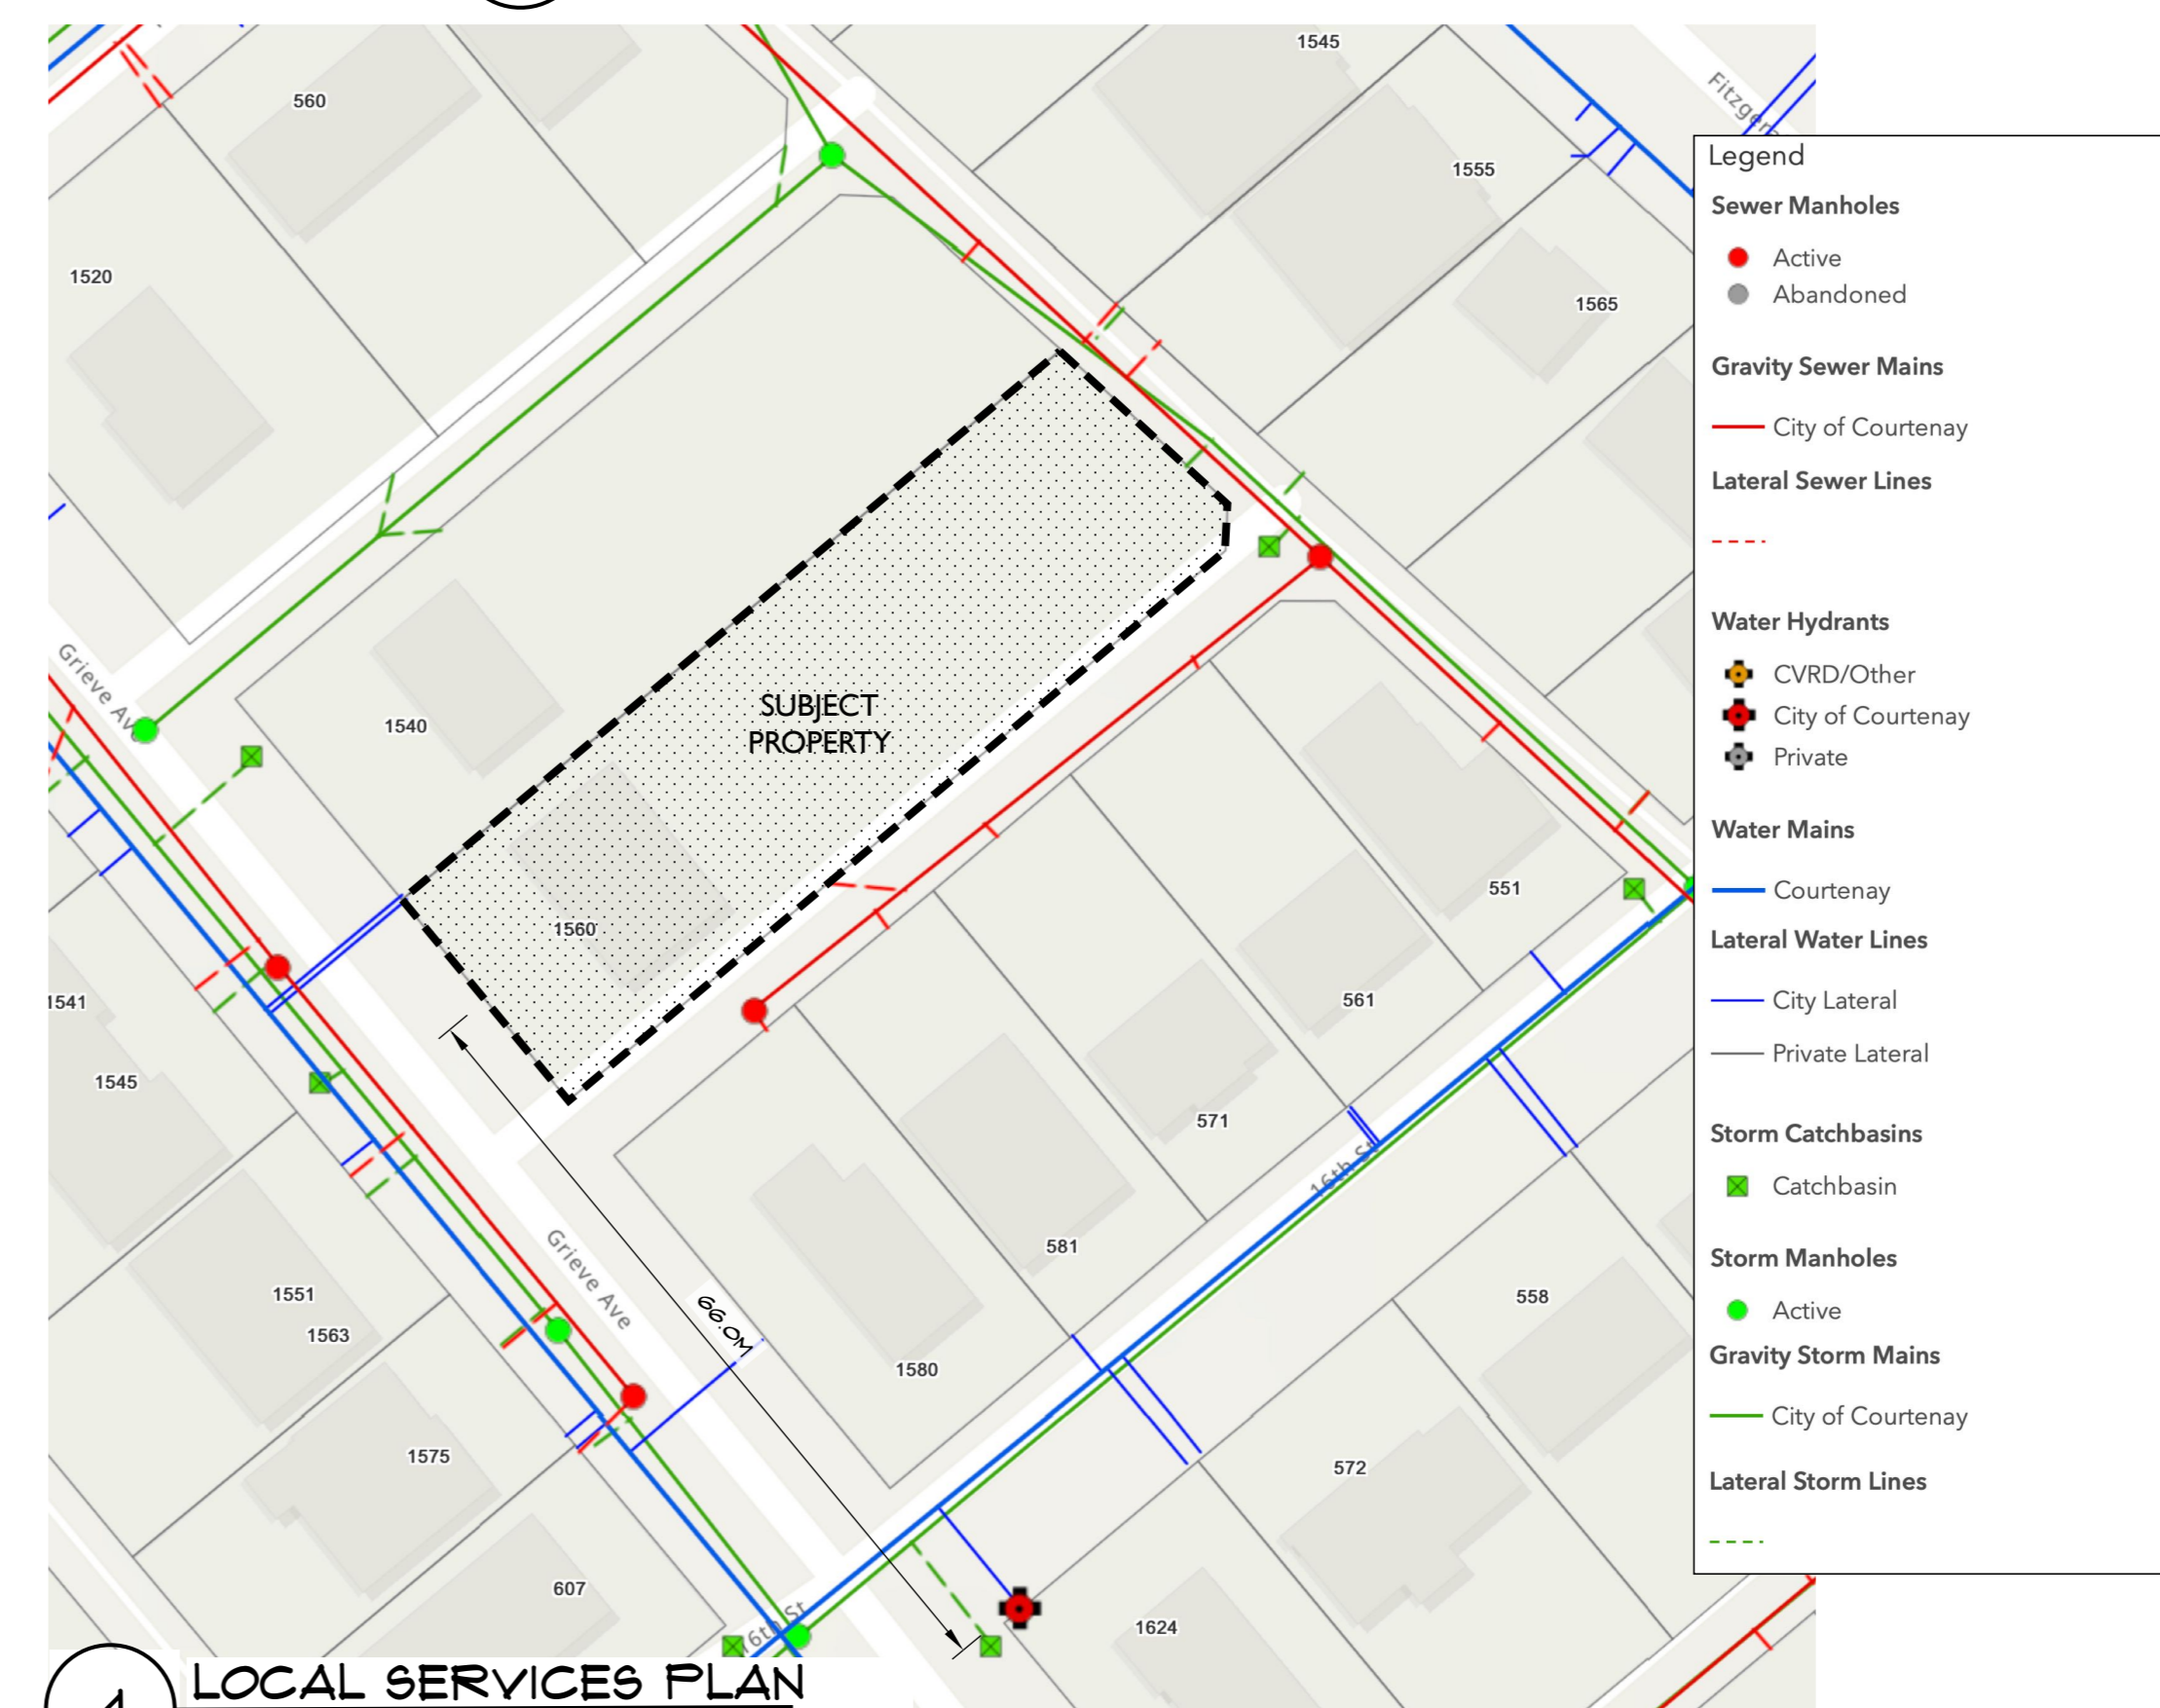 1545
Fitzger
560
1555
1520
1565
Grieve Av
1540
SUBJECT
PROPERTY
1560
551
1541
561
1545
571
16th St
Grieve Ave
581
1551
558
1563
66.0M
1580
1575
572
607
16th St
1624
LOCAL SERVICES PLAN
Legend
Sewer Manholes
Active
Abandoned
Gravity Sewer Mains
City of Courtenay
Lateral Sewer Lines
Water Hydrants
CVRD/Other
City of Courtenay
Private
Water Mains
Courtenay
Lateral Water Lines
City Lateral
Private Lateral
Storm Catchbasins
Catchbasin
Storm Manholes
Active
Gravity Storm Mains
City of Courtenay
Lateral Storm Lines